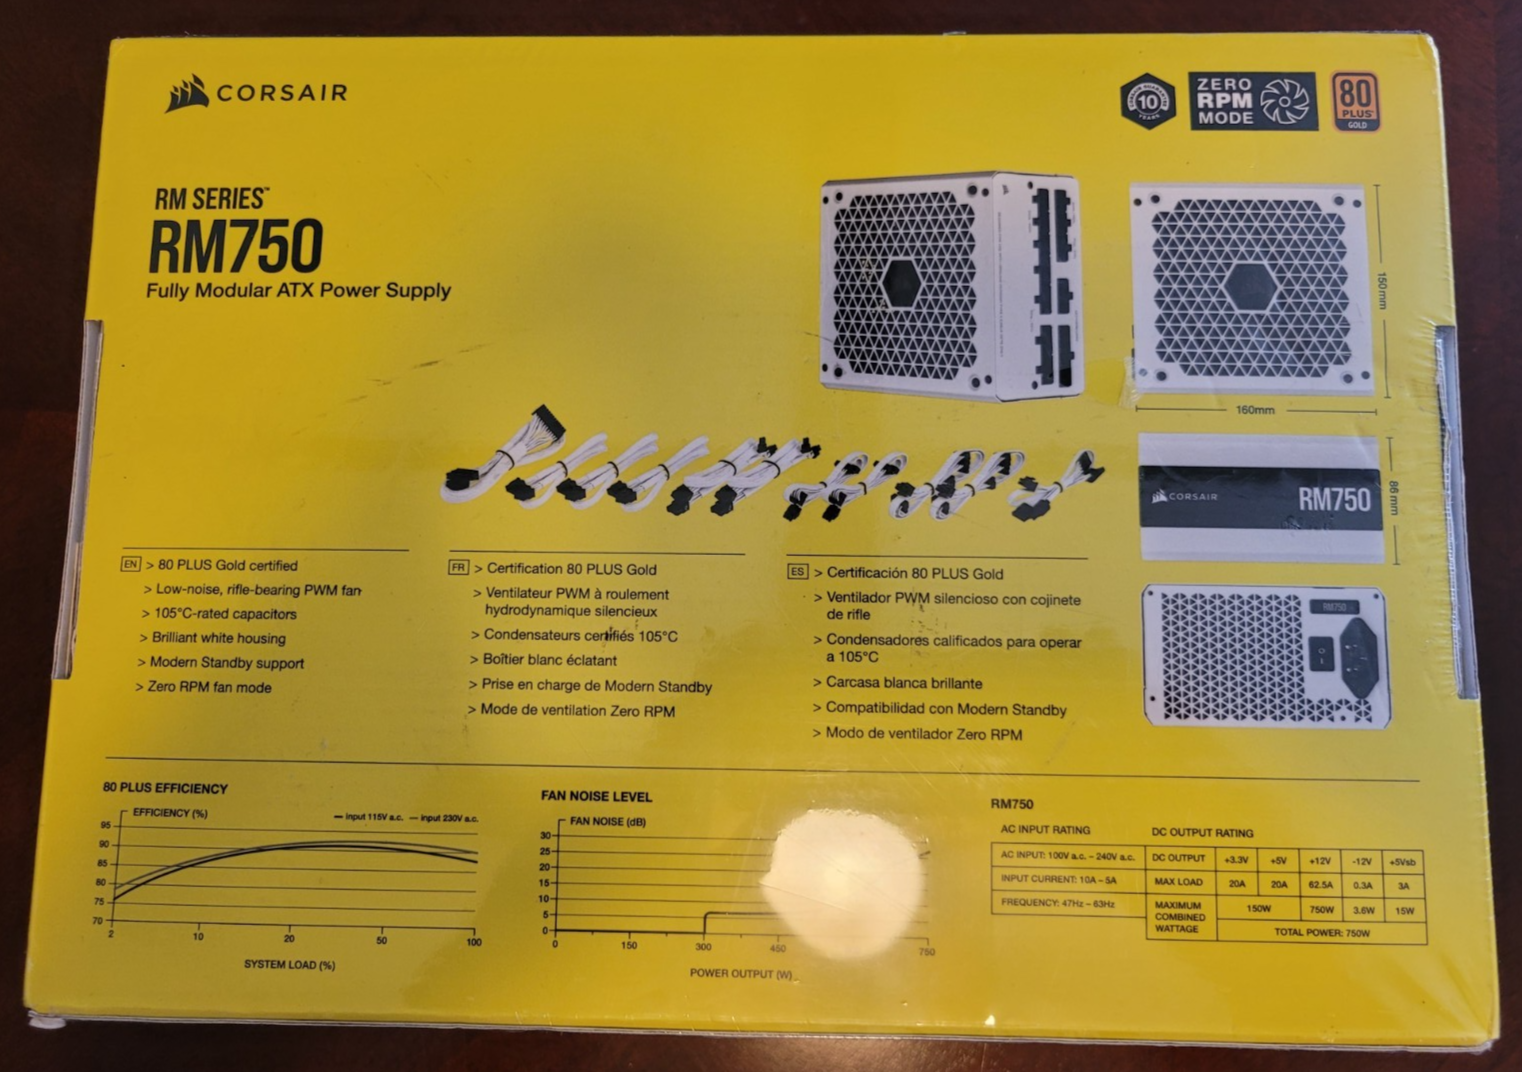 CORSAIR
10
YEARS
ZERO
RPM
MODE
80
PLUS
GOLD
RM SERIES™
RM750
Fully Modular ATX Power Supply
150mm
160mm
CORSAIR
RM750
86 mm
RM750
EN > 80 PLUS Gold certified
> Low-noise, rifle-bearing PWM fan
> 105°C-rated capacitors
> Brilliant white housing
> Modern Standby support
> Zero RPM fan mode
FR > Certification 80 PLUS Gold
> Ventilateur PWM à roulement
hydrodynamique silencieux
> Condensateurs certifiés 105°C
> Boîtier blanc éclatant
> Prise en charge de Modern Standby
> Mode de ventilation Zero RPM
ES > Certificación 80 PLUS Gold
> Ventilador PWM silencioso con cojinete
de rifle
> Condensadores calificados para operar
a 105°C
> Carcasa blanca brillante
> Compatibilidad con Modern Standby
> Modo de ventilador Zero RPM
80 PLUS EFFICIENCY
EFFICIENCY (%)
input 115V a.c. input 230V a.c.
95
90
85
80
75
70
2 10 20 50 100
SYSTEM LOAD (%)
FAN NOISE LEVEL
FAN NOISE (dB)
30
25
20
15
10
5
0
0 150 300 450 750
POWER OUTPUT (W)
RM750
AC INPUT RATING DC OUTPUT RATING
AC INPUT: 100V a.c. – 240V a.c. DC OUTPUT +3.3V +5V +12V -12V +5Vsb
INPUT CURRENT: 10A – 5A MAX LOAD 20A 20A 62.5A 0.3A 3A
FREQUENCY: 47Hz – 63Hz MAXIMUM COMBINED WATTAGE 150W 750W 3.6W 15W
TOTAL POWER: 750W